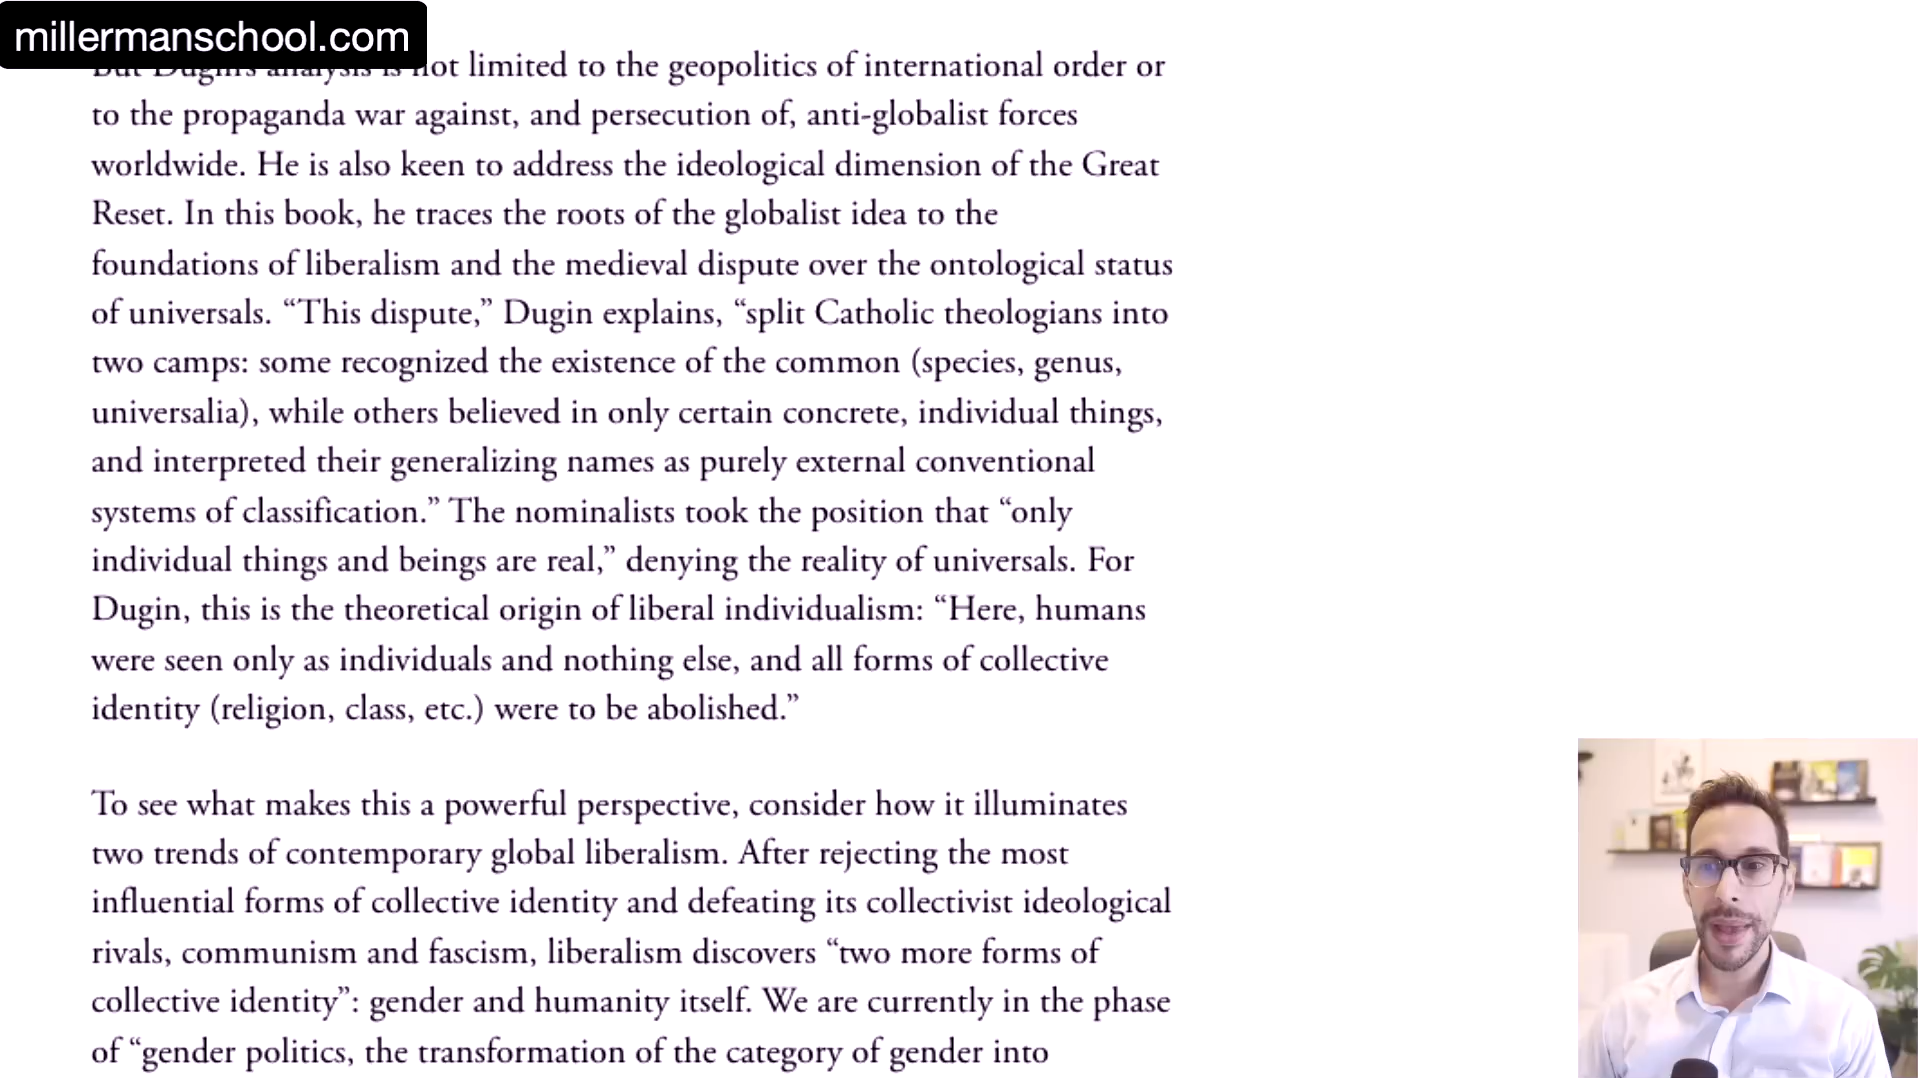 millermanschool.com
But Dugin's analysis is not limited to the geopolitics of international order or
to the propaganda war against, and persecution of, anti-globalist forces
worldwide. He is also keen to address the ideological dimension of the Great
Reset. In this book, he traces the roots of the globalist idea to the
foundations of liberalism and the medieval dispute over the ontological status
of universals. “This dispute,” Dugin explains, “split Catholic theologians into
two camps: some recognized the existence of the common (species, genus,
universalia), while others believed in only certain concrete, individual things,
and interpreted their generalizing names as purely external conventional
systems of classification.” The nominalists took the position that “only
individual things and beings are real,” denying the reality of universals. For
Dugin, this is the theoretical origin of liberal individualism: “Here, humans
were seen only as individuals and nothing else, and all forms of collective
identity (religion, class, etc.) were to be abolished.”
To see what makes this a powerful perspective, consider how it illuminates
two trends of contemporary global liberalism. After rejecting the most
influential forms of collective identity and defeating its collectivist ideological
rivals, communism and fascism, liberalism discovers “two more forms of
collective identity”: gender and humanity itself. We are currently in the phase
of “gender politics, the transformation of the category of gender into